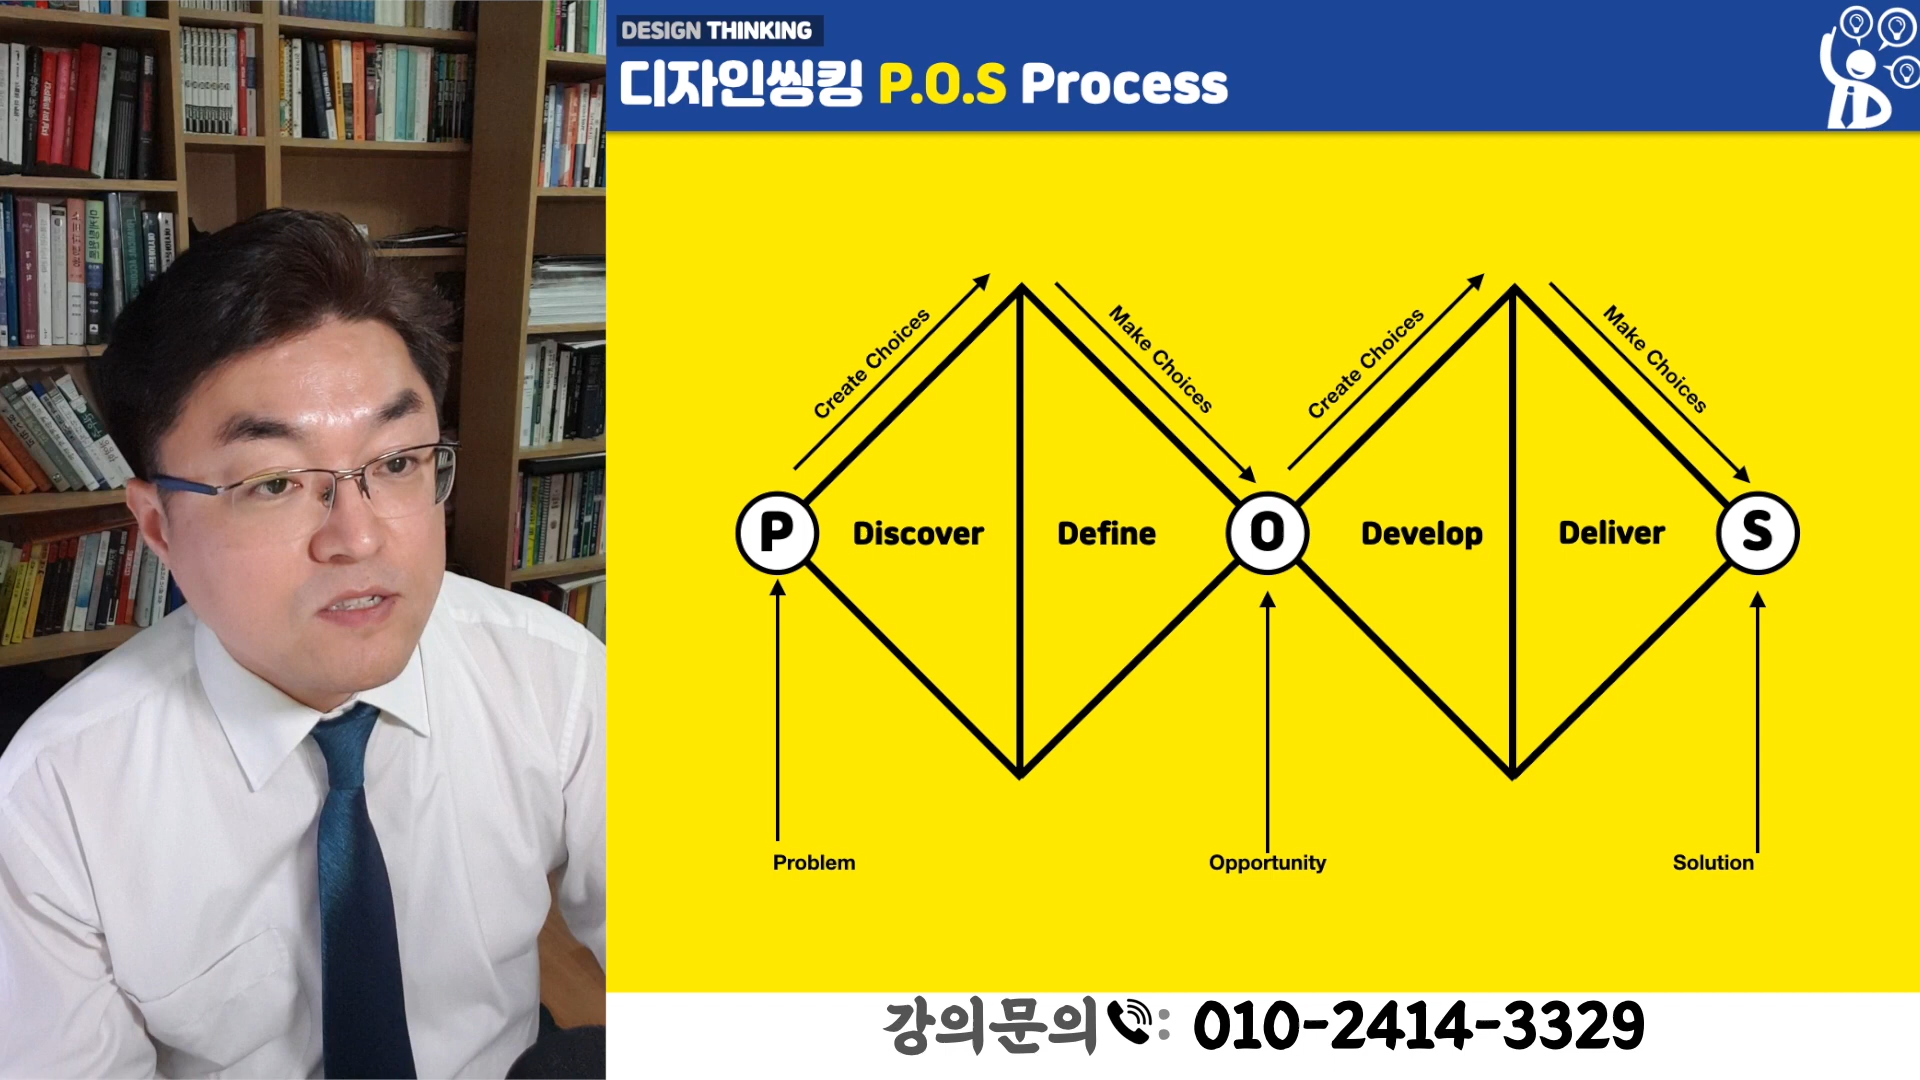 DESIGN THINKING
디자인씽킹 P.O.S Process
iD
Create Choices
Make Choices
Create Choices
Make Choices
P
Discover
Define
O
Develop
Deliver
S
Problem
Opportunity
Solution
강의문의 : 010-2414-3329